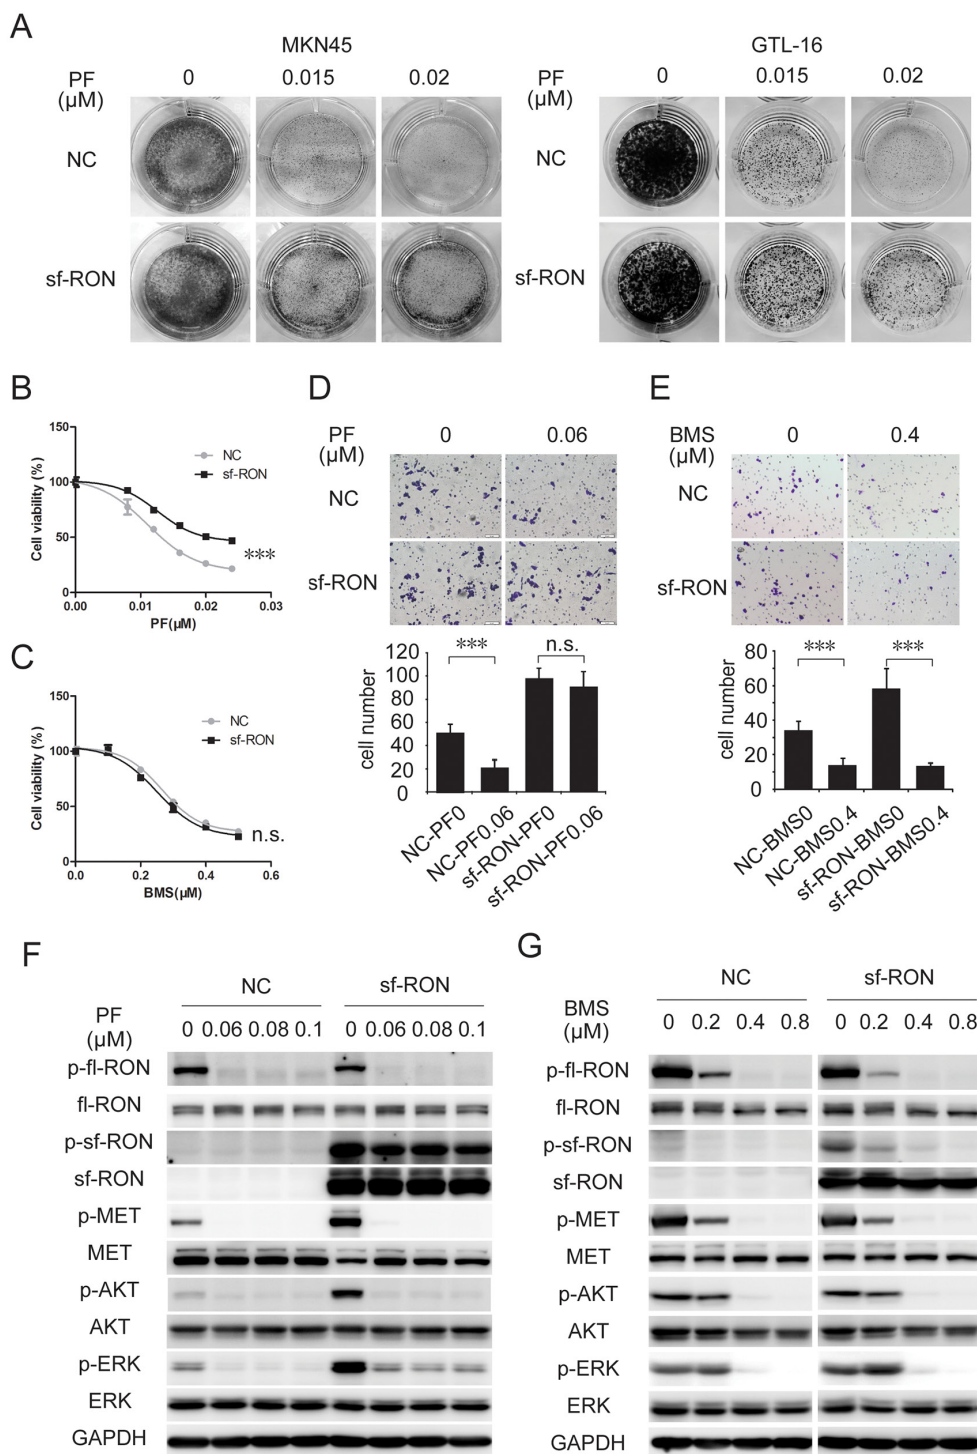 A
MKN45
GTL-16
PF
(µM)
0
0.015
0.02
PF
(µM)
0
0.015
0.02
NC
NC
sf-RON
sf-RON
B
150
100
50
0
Cell viability (%)
NC
sf-RON
***
0.00
0.01
0.02
0.03
PF(µM)
C
150
100
50
0
Cell viability (%)
NC
sf-RON
n.s.
0.0
0.2
0.4
0.6
BMS(µM)
D
PF
(µM)
0
0.06
NC
sf-RON
cell number
120
100
80
60
40
20
0
***
n.s.
NC-PF0
NC-PF0.06
sf-RON-PF0
sf-RON-PF0.06
E
BMS
(µM)
0
0.4
NC
sf-RON
cell number
80
60
40
20
0
***
***
NC-BMS0
NC-BMS0.4
sf-RON-BMS0
sf-RON-BMS0.4
F
NC
sf-RON
PF
(µM)
0 0.06 0.08 0.1
0 0.06 0.08 0.1
p-fl-RON
fl-RON
p-sf-RON
sf-RON
p-MET
MET
p-AKT
AKT
p-ERK
ERK
GAPDH
G
NC
sf-RON
BMS
(µM)
0 0.2 0.4 0.8
0 0.2 0.4 0.8
p-fl-RON
fl-RON
p-sf-RON
sf-RON
p-MET
MET
p-AKT
AKT
p-ERK
ERK
GAPDH